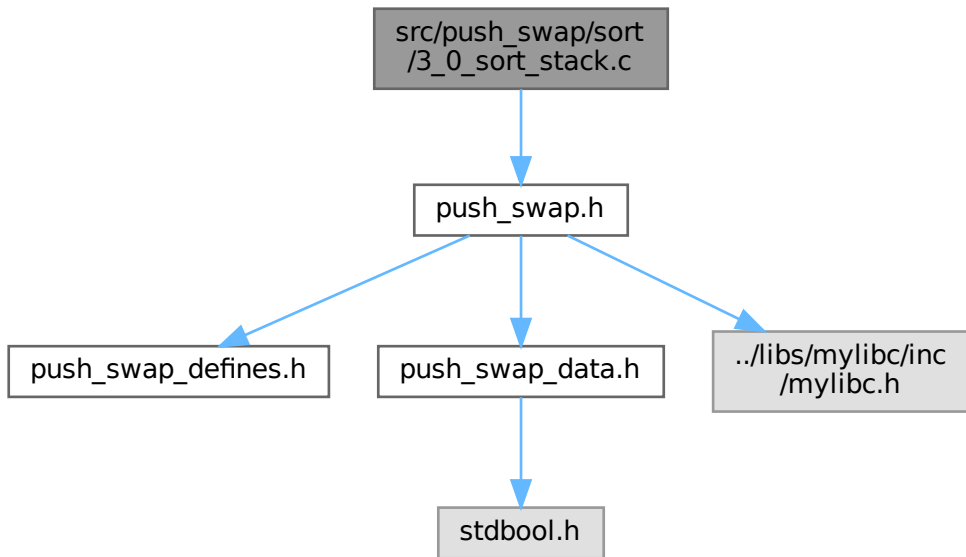 src/push_swap/sort
/3_0_sort_stack.c
push_swap.h
push_swap_defines.h
push_swap_data.h
../libs/mylibc/inc
/mylibc.h
stdbool.h